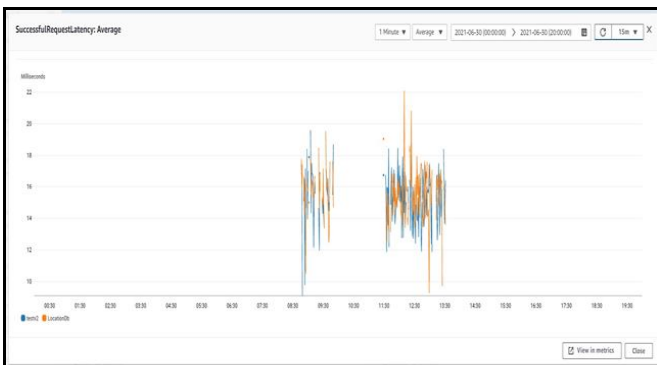 SuccessfulRequestLatency: Average
1 Minute ▼ Average ▼ 2021-06-30 (00:00:00) > 2021-06-30 (20:00:00) 15m ▼ X
Milliseconds
22
20
18
16
14
12
10
00:30 01:30 02:30 03:30 04:30 05:30 06:30 07:30 08:30 09:30 10:30 11:30 12:30 13:30 14:30 15:30 16:30 17:30 18:30 19:30
LocationDb
View in metrics Close